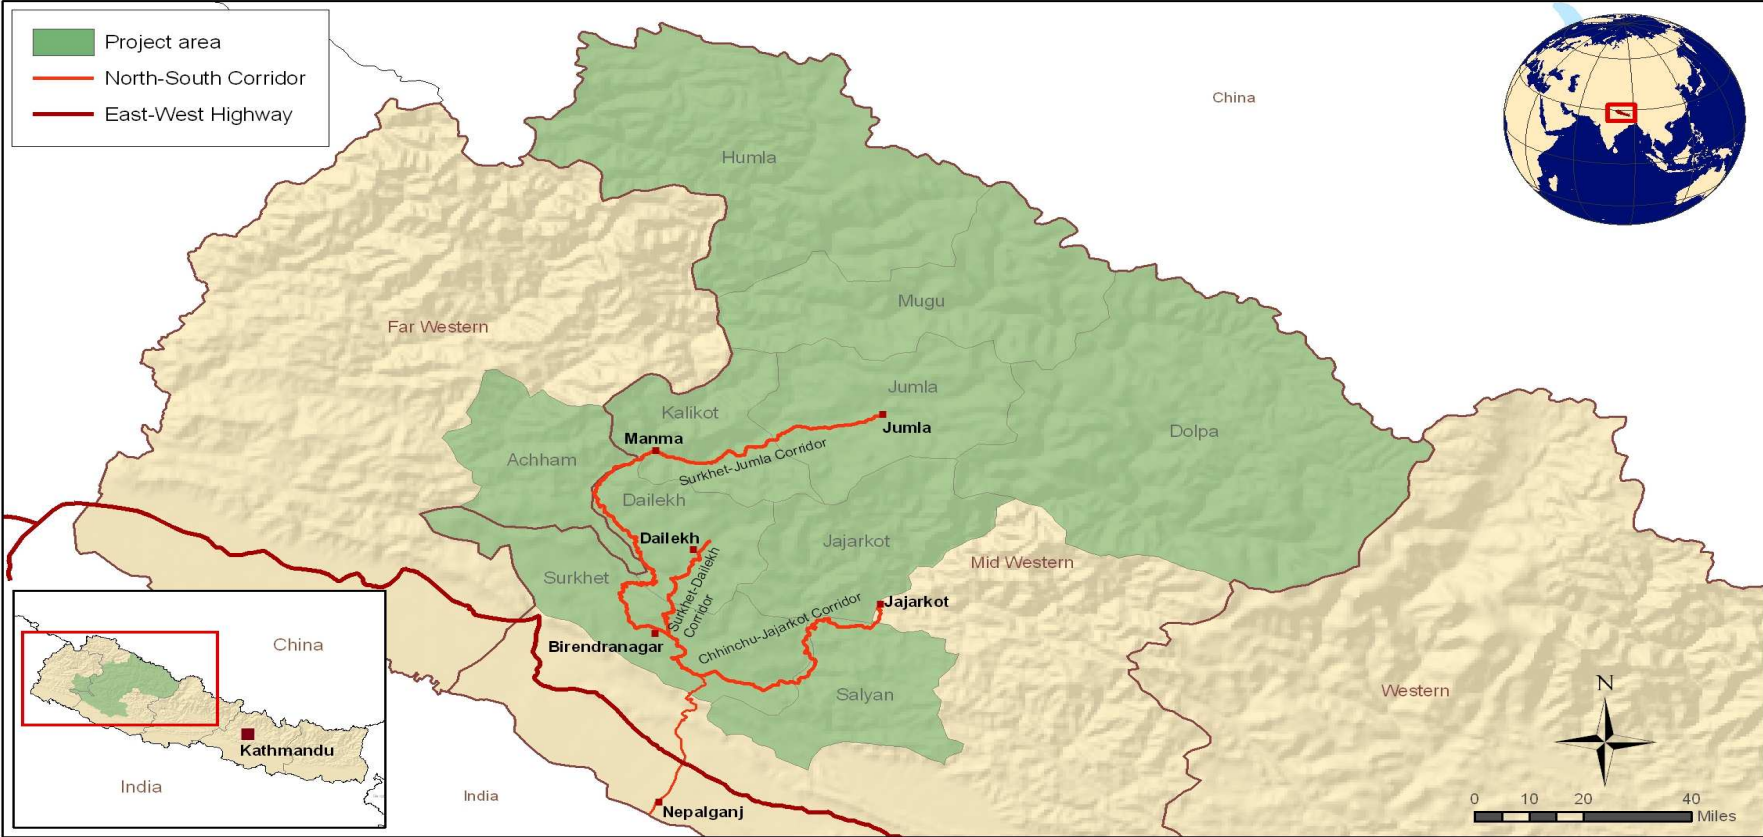 Project area
North-South Corridor
East-West Highway
China
Humla
Mugu
Far Western
Jumla
Kalikot
Jumla
Manma
Dolpa
Surkhet-Jumla Corridor
Achham
Dailekh
Dailekh
Jajarkot
Mid Western
Surkhet
Surkhet-Dailekh
Corridor
Jajarkot
Chhinchu-Jajarkot Corridor
Birendranagar
Salyan
Western
N
China
Kathmandu
India
India
Nepalganj
0 10 20 40
Miles